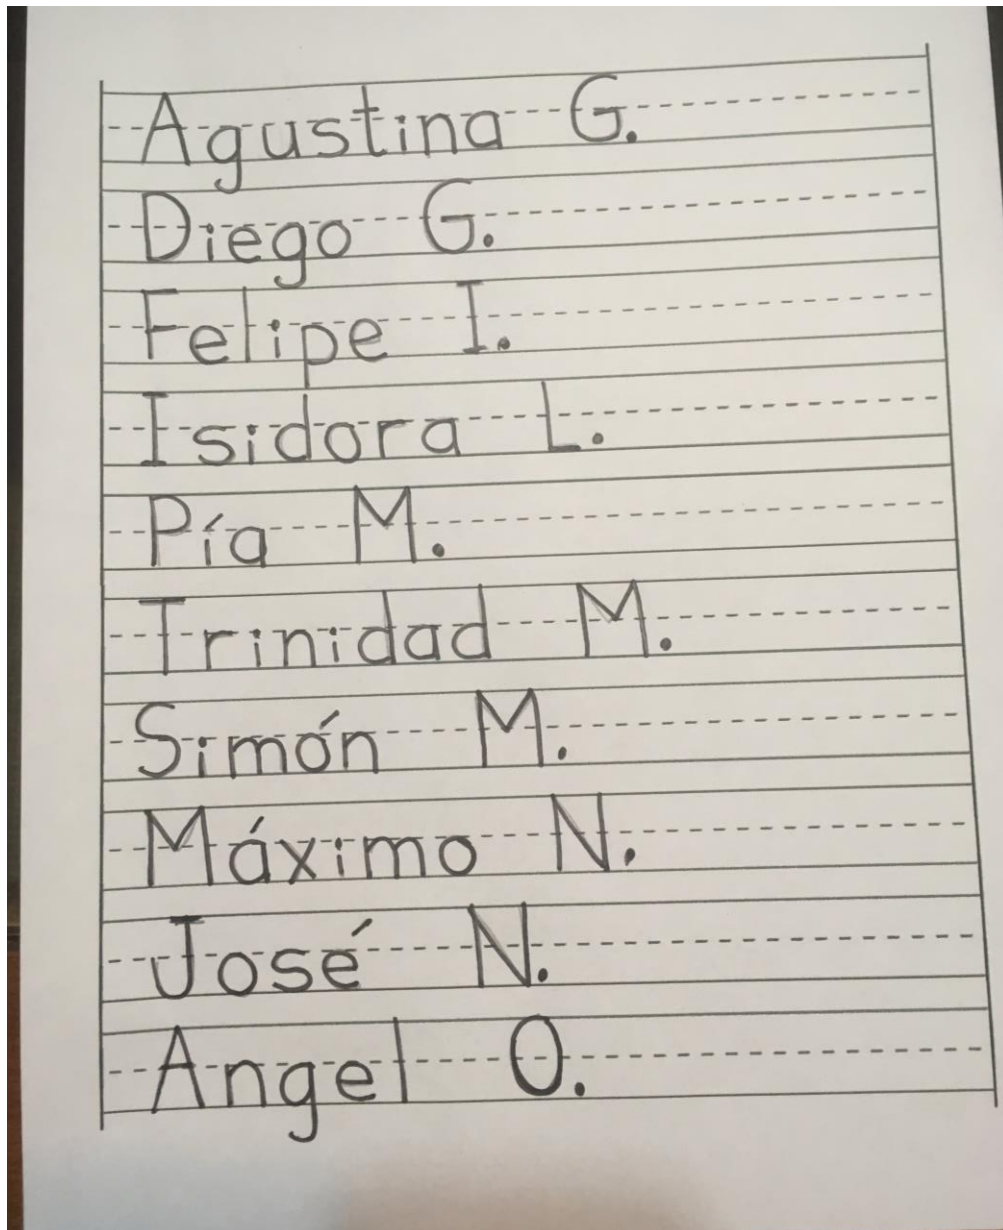 Agustina G.
Diego G.
Felipe I.
Isidora L.
Pía M.
Trinidad M.
Simón M.
Máximo N.
José N.
Angel O.